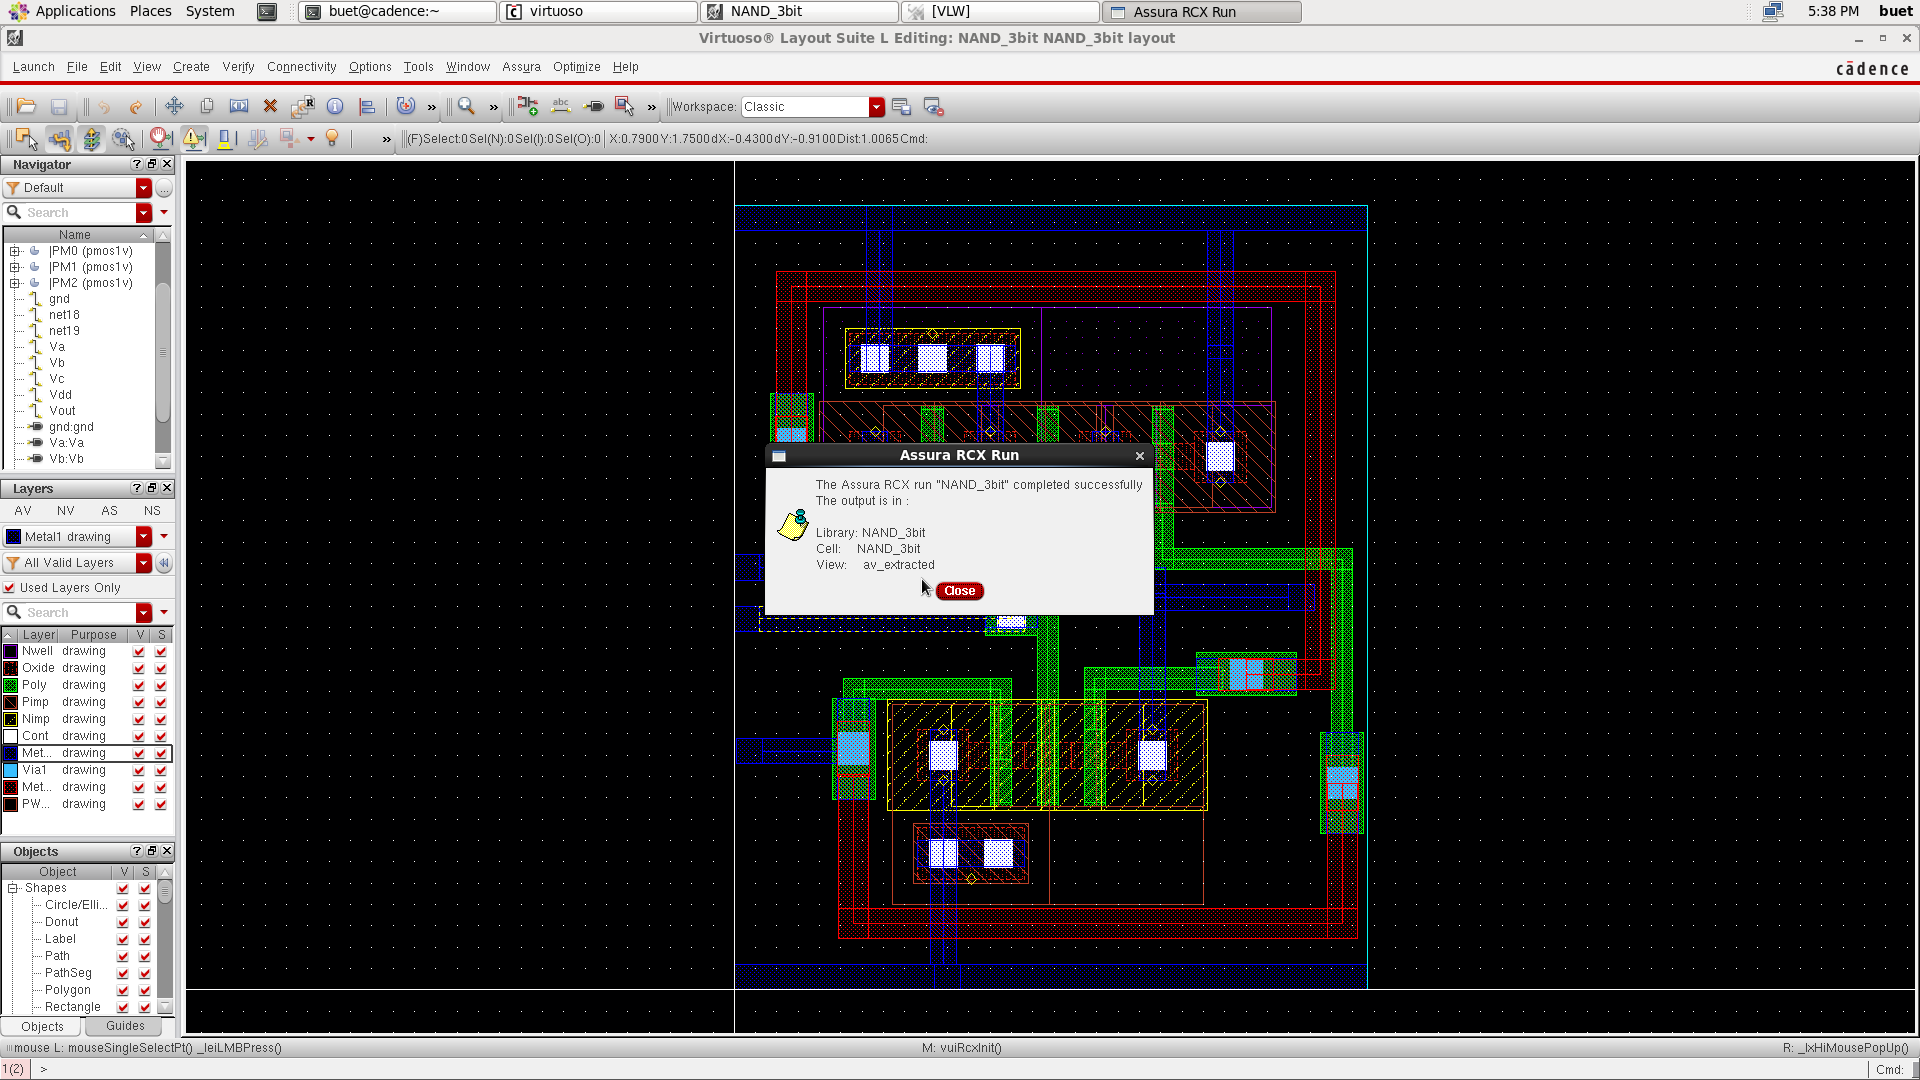 Applications Places System buet@cadence:~ virtuoso NAND_3bit [VLW] Assura RCX Run 5:38 PM buet
Virtuoso® Layout Suite L Editing: NAND_3bit NAND_3bit layout
Launch File Edit View Create Verify Connectivity Options Tools Window Assura Optimize Help cādence
» » abc » Workspace: Classic
» (F)Select:0 Sel(N):0 Sel(I):0 Sel(O):0 X:0.7900 Y:1.7500 dX:-0.4300 dY:-0.9100 Dist:1.0065 Cmd:
Navigator
Default
Search
Name
|PM0 (pmos1v)
|PM1 (pmos1v)
|PM2 (pmos1v)
gnd
net18
net19
Va
Vb
Vc
Vdd
Vout
gnd:gnd
Va:Va
Vb:Vb
Layers
AV NV AS NS
Metal1 drawing
All Valid Layers
Used Layers Only
Search
Layer Purpose V S
Nwell drawing
Oxide drawing
Poly drawing
Pimp drawing
Nimp drawing
Cont drawing
Met... drawing
Via1 drawing
Met... drawing
PW... drawing
Objects
Object V S
Shapes
Circle/Elli...
Donut
Label
Path
PathSeg
Polygon
Rectangle
Objects Guides
Assura RCX Run
The Assura RCX run "NAND_3bit" completed successfully
The output is in :
Library: NAND_3bit
Cell: NAND_3bit
View: av_extracted
Close
mouse L: mouseSingleSelectPt() _leiLMBPress() M: vuiRcxInit() R: _lxHiMousePopUp()
1(2) > Cmd: